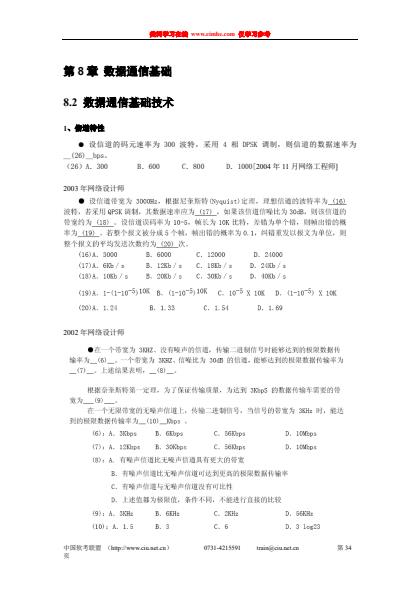 软考学习在线 www.cimhc.com 仅学习参考
第 8 章 数据通信基础
8.2 数据通信基础技术
1、信道特性
● 设信道的码元速率为 300 波特，采用 4 相 DPSK 调制，则信道的数据速率为
__(26)__bps。
（26）A．300 B．600 C．800 D．1000[2004 年 11 月网络工程师]
2003 年网络设计师
● 设信道带宽为 3000Hz，根据尼奎斯特(Nyquist)定理，理想信道的波特率为 (16)
波特，若采用 QPSK 调制，其数据速率应为 (17) ，如果该信道信噪比为 30dB，则该信道的
带宽约为 (18) 。设信道误码率为 10-5，帧长为 10K 比特，差错为单个错，则帧出错的概
率为 (19) 。若整个报文被分成 5 个帧，帧出错的概率为 0.1，纠错重发以报文为单位，则
整个报文的平均发送次数约为 (20) 次。
(16)A．3000 B．6000 C．12000 D．24000
(17)A．6Kb／s B．12Kb／s C．18Kb／s D．24Kb／s
(18)A．10Kb／s B．20Kb／s C．30Kb／s D．40Kb／s
(19)A．1-(1-10-5)10K B．(1-10-5)10K C．10-5 X 10K D．(1-10-5) X 10K
(20)A．1.24 B．1.33 C．1.54 D．1.69
2002 年网络设计师
●在一个带宽为 3KHZ、没有噪声的信道，传输二进制信号时能够达到的极限数据传
输率为__(6)__。一个带宽为 3KHZ、信噪比为 30dB 的信道，能够达到的极限数据传输率为
__(7)__。上述结果表明，__(8)__。
根据奈奎斯特第一定理，为了保证传输质量，为达到 3Kbps 的数据传输率需要的带
宽为___(9)___。
在一个无限带宽的无噪声信道上，传输二进制信号，当信号的带宽为 3KHz 时，能达
到的极限数据传输率为__(10)__Kbps 。
(6)：A．3Kbps B．6Kbps C．56Kbps D．10Mbps
(7)：A．12Kbps B．30Kbps C．56Kbps D．10Mbps
(8)：A．有噪声信道比无噪声信道具有更大的带宽
B．有噪声信道比无噪声信道可达到更高的极限数据传输率
C．有噪声信道与无噪声信道没有可比性
D．上述值都为极限值，条件不同，不能进行直接的比较
(9)：A．3KHz B．6KHz C．2KHz D．56KHz
(10)：A．1.5 B．3 C．6 D．3 log23
中国软考联盟 （http://www.ciu.net.cn） 0731-4215591 train@ciu.net.cn 第 34
页